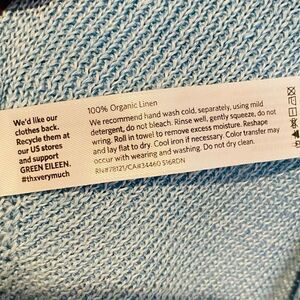 We'd like our
clothes back.
Recycle them at
our US stores
and support
GREEN EILEEN.
#thxverymuch
100% Organic Linen
We recommend hand wash cold, separately, using mild
detergent, do not bleach. Rinse well, gently squeeze, do not
wring. Roll in towel to remove excess moisture. Reshape
and lay flat to dry. Cool iron if necessary. Color transfer may
occur with wearing and washing. Do not dry clean.
RN#78121/CA#34460 S16RDN